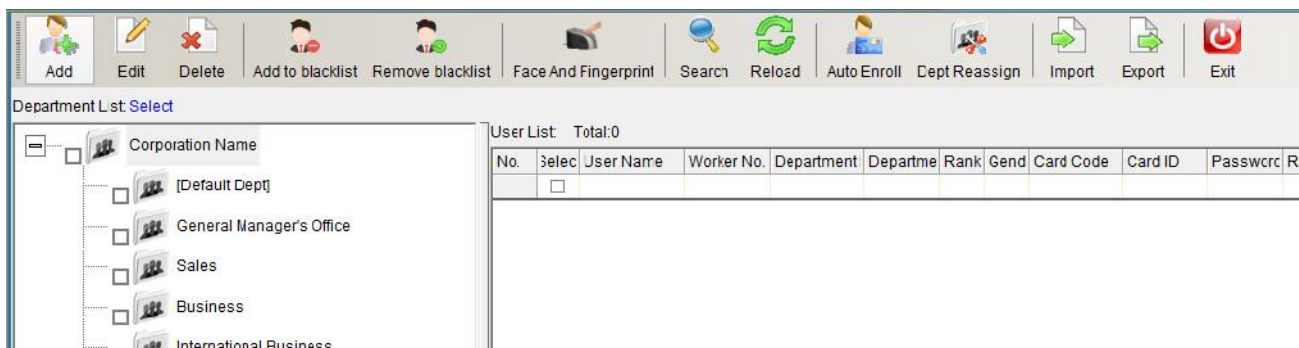 Add Edit Delete Add to blacklist Remove blacklist Face And Fingerprint Search Reload Auto Enroll Dept Reassign Import Export Exit
Department List: Select
User List: Total:0
No. Selec User Name Worker No. Department Departme Rank Gend Card Code Card ID Passworc R
Corporation Name
[Default Dept]
General Manager's Office
Sales
Business
International Business